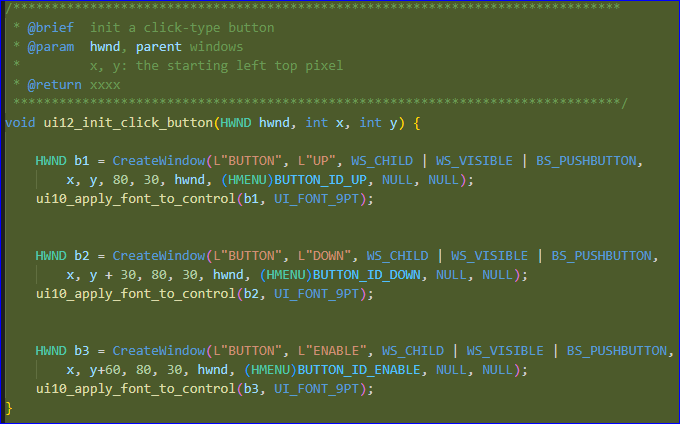 /*******************************************************************************
 * @brief  init a click-type button
 * @param  hwnd, parent windows
 *         x, y: the starting left top pixel
 * @return xxxx
 *******************************************************************************/
void ui12_init_click_button(HWND hwnd, int x, int y) {
    HWND b1 = CreateWindow(L"BUTTON", L"UP", WS_CHILD | WS_VISIBLE | BS_PUSHBUTTON,
        x, y, 80, 30, hwnd, (HMENU)BUTTON_ID_UP, NULL, NULL);
    ui10_apply_font_to_control(b1, UI_FONT_9PT);
    HWND b2 = CreateWindow(L"BUTTON", L"DOWN", WS_CHILD | WS_VISIBLE | BS_PUSHBUTTON,
        x, y + 30, 80, 30, hwnd, (HMENU)BUTTON_ID_DOWN, NULL, NULL);
    ui10_apply_font_to_control(b2, UI_FONT_9PT);
    HWND b3 = CreateWindow(L"BUTTON", L"ENABLE", WS_CHILD | WS_VISIBLE | BS_PUSHBUTTON,
        x, y+60, 80, 30, hwnd, (HMENU)BUTTON_ID_ENABLE, NULL, NULL);
    ui10_apply_font_to_control(b3, UI_FONT_9PT);
}